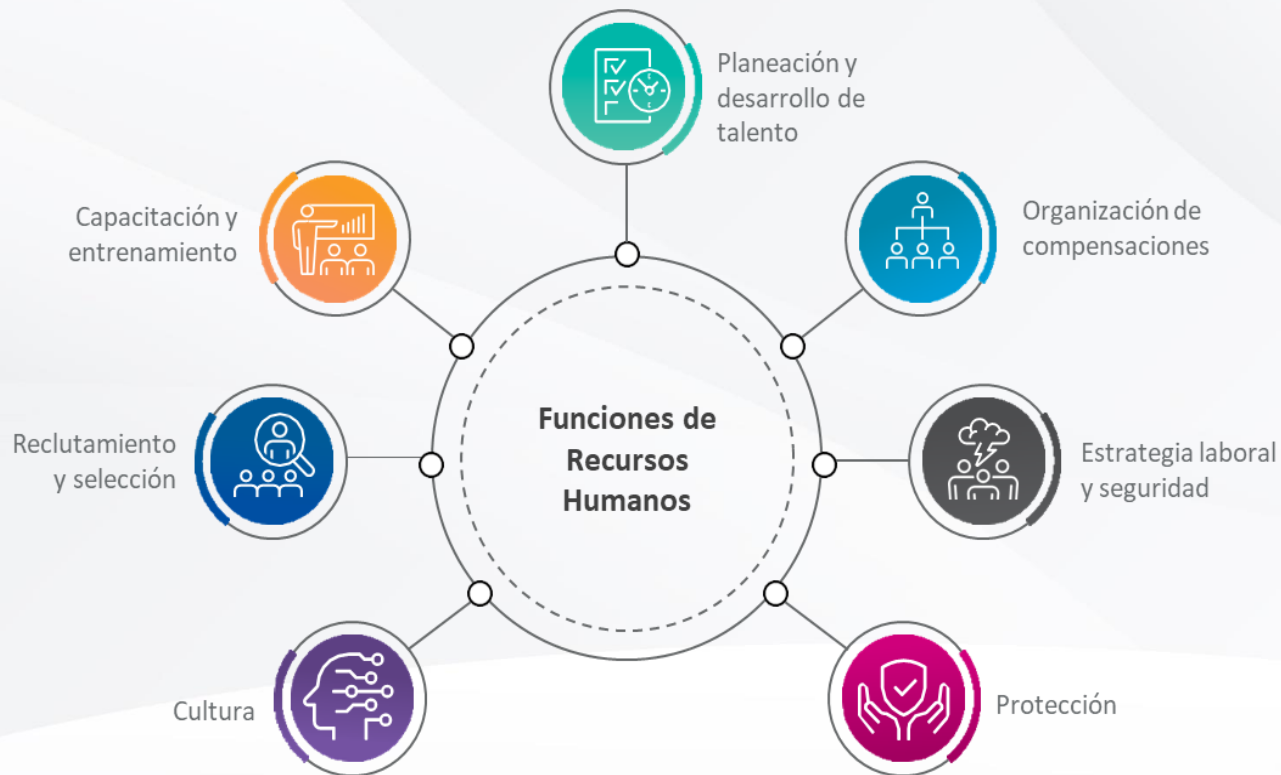 Planeación y
desarrollo de
talento
Capacitación y
entrenamiento
Organización de
compensaciones
Funciones de
Recursos
Humanos
Reclutamiento
y selección
Estrategia laboral
y seguridad
Cultura
Protección